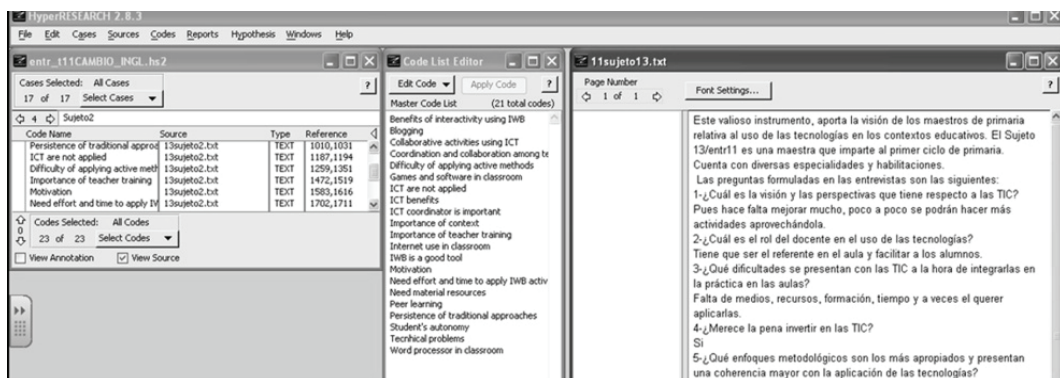 HyperRESEARCH 2.8.3
File Edit Cases Sources Codes Reports Hypothesis Windows Help
entr_t11CAMBIO_INGL.hs2
Cases Selected: All Cases
?
17 of 17 Select Cases
4 Sujeto2
Code Name Source Type Reference
Persistence of traditional approac 13sujeto2.txt TEXT 1010,1031
ICT are not applied 13sujeto2.txt TEXT 1187,1194
Difficulty of applying active meth 13sujeto2.txt TEXT 1259,1351
Importance of teacher training 13sujeto2.txt TEXT 1472,1519
Motivation 13sujeto2.txt TEXT 1583,1616
Need effort and time to apply IV 13sujeto2.txt TEXT 1702,1711
Codes Selected: All Codes
0
23 of 23 Select Codes
View Annotation View Source
Code List Editor
Edit Code Apply Code ?
Master Code List (21 total codes)
Benefits of interactivity using IWB
Blogging
Collaborative activities using ICT
Coordination and collaboration among te
Difficulty of applying active methods
Games and software in classroom
ICT are not applied
ICT benefits
ICT coordinator is important
Importance of context
Importance of teacher training
Internet use in classroom
IWB is a good tool
Motivation
Need effort and time to apply IWB activ
Need material resources
Peer learning
Persistence of traditional approaches
Student's autonomy
Tecnhical problems
Word processor in classroom
11sujeto13.txt
Page Number
1 of 1
Font Settings...
?
Este valioso instrumento, aporta la visión de los maestros de primaria
relativa al uso de las tecnologías en los contextos educativos. El Sujeto
13/entr11 es una maestra que imparte al primer ciclo de primaria.
Cuenta con diversas especialidades y habilitaciones.
Las preguntas formuladas en las entrevistas son las siguientes:
1-¿Cuál es la visión y las perspectivas que tiene respecto a las TIC?
Pues hace falta mejorar mucho, poco a poco se podrán hacer más
actividades aprovechándola.
2-¿Cuál es el rol del docente en el uso de las tecnologías?
Tiene que ser el referente en el aula y facilitar a los alumnos.
3-¿Qué dificultades se presentan con las TIC a la hora de integrarlas en
la práctica en las aulas?
Falta de medios, recursos, formación, tiempo y a veces el querer
aplicarlas.
4-¿Merece la pena invertir en las TIC?
Si
5-¿Qué enfoques metodológicos son los más apropiados y presentan
una coherencia mayor con la aplicación de las tecnologías?